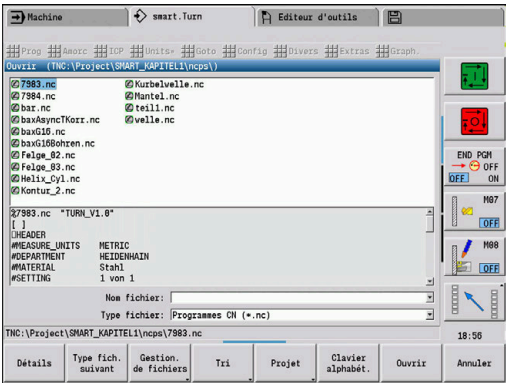 Machine
smart.Turn
Editeur d'outils
Prog Amorc ICP Units» Goto Config Divers Extras Graph.
Ouvrir (TNC:\Project\SMART_KAPITEL1\ncps\)
7983.nc
7984.nc
bar.nc
baxAsyncTKorr.nc
baxG16.nc
baxG16Bohren.nc
Felge_02.nc
Felge_03.nc
Helix_Cyl.nc
Kontur_2.nc
Kurbelwelle.nc
Mantel.nc
teil1.nc
velle.nc
%7983.nc "TURN_V1.0"
[ ]
HEADER
#MEASURE_UNITS METRIC
#DEPARTMENT HEIDENHAIN
#MATERIAL Stahl
#SETTING 1 von 1
Nom fichier:
Type fichier: Programmes CN (*.nc)
TNC:\Project\SMART_KAPITEL1\ncps\7983.nc
END PGM
OFF
OFF ON
M07
OFF
M08
OFF
18:56
Détails
Type fich. suivant
Gestion. de fichiers
Tri
Projet
Clavier alphabét.
Ouvrir
Annuler